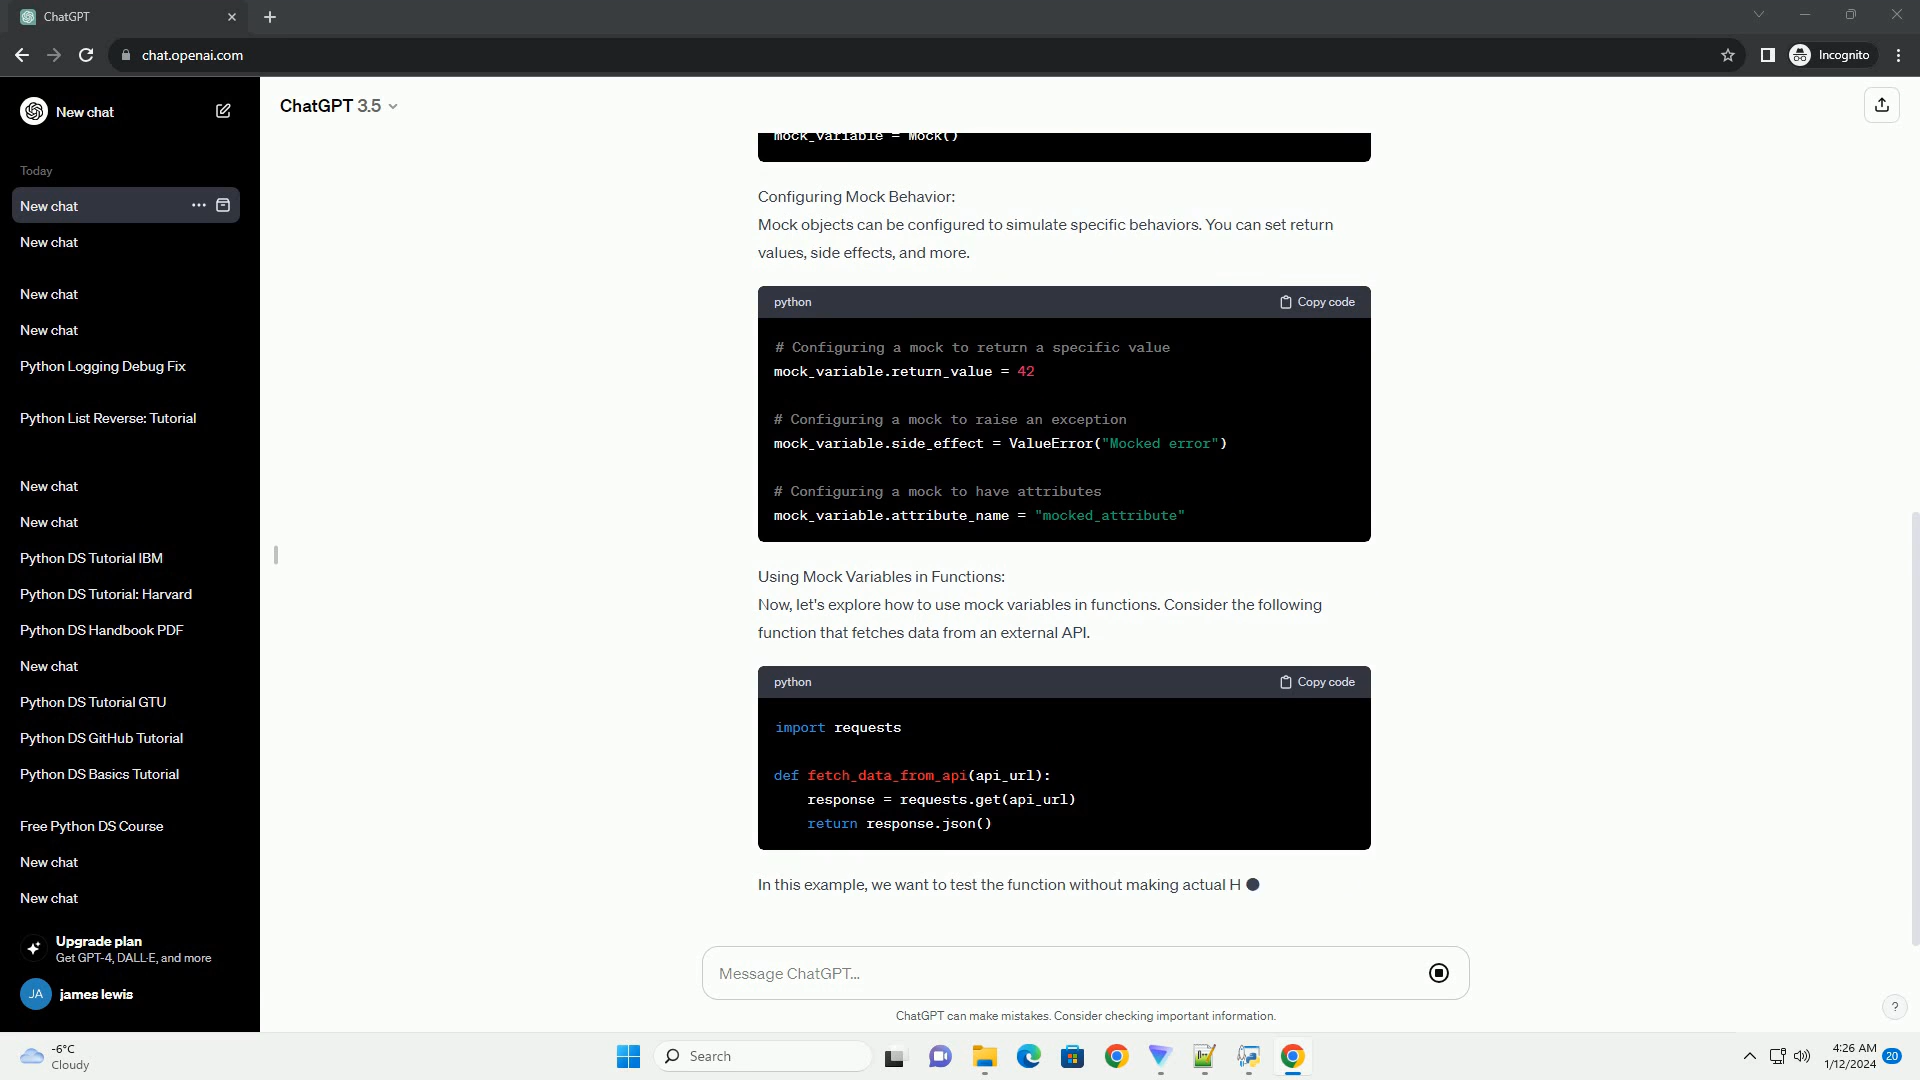 ChatGPT
chat.openai.com
Incognito
New chat
ChatGPT 3.5
Today
New chat
New chat
New chat
New chat
Python Logging Debug Fix
Python List Reverse: Tutorial
New chat
New chat
Python DS Tutorial IBM
Python DS Tutorial: Harvard
Python DS Handbook PDF
New chat
Python DS Tutorial GTU
Python DS GitHub Tutorial
Python DS Basics Tutorial
Free Python DS Course
New chat
New chat
Upgrade plan
Get GPT-4, DALL·E, and more
JA james lewis
mock_variable = Mock()
Configuring Mock Behavior:
Mock objects can be configured to simulate specific behaviors. You can set return
values, side effects, and more.
python Copy code
# Configuring a mock to return a specific value
mock_variable.return_value = 42
# Configuring a mock to raise an exception
mock_variable.side_effect = ValueError("Mocked error")
# Configuring a mock to have attributes
mock_variable.attribute_name = "mocked_attribute"
Using Mock Variables in Functions:
Now, let's explore how to use mock variables in functions. Consider the following
function that fetches data from an external API.
python Copy code
import requests
def fetch_data_from_api(api_url):
    response = requests.get(api_url)
    return response.json()
In this example, we want to test the function without making actual H
Message ChatGPT...
ChatGPT can make mistakes. Consider checking important information.
?
-6°C
Cloudy
Search
4:26 AM
1/12/2024
20